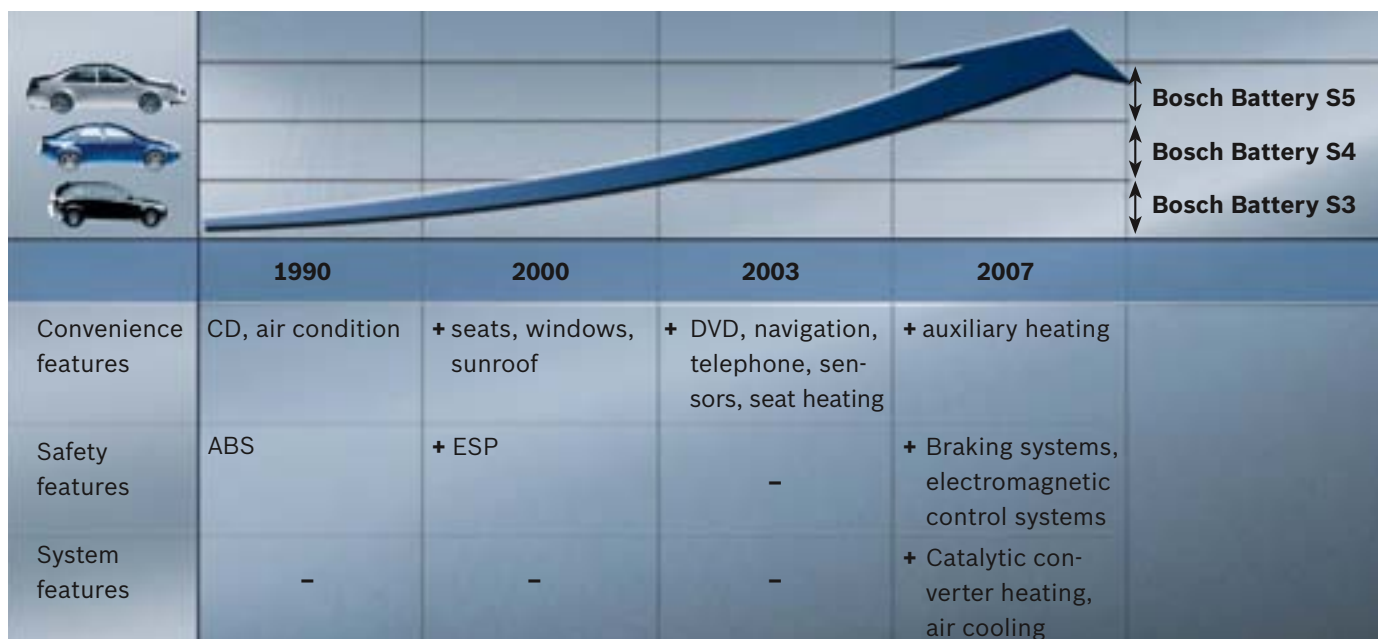 Bosch Battery S5
Bosch Battery S4
Bosch Battery S3
1990 2000 2003 2007
Convenience
features
CD, air condition
+ seats, windows,
sunroof
+ DVD, navigation,
telephone, sen-
sors, seat heating
+ auxiliary heating
Safety
features
ABS
+ ESP
–
+ Braking systems,
electromagnetic
control systems
System
features
–
–
–
+ Catalytic con-
verter heating,
air cooling